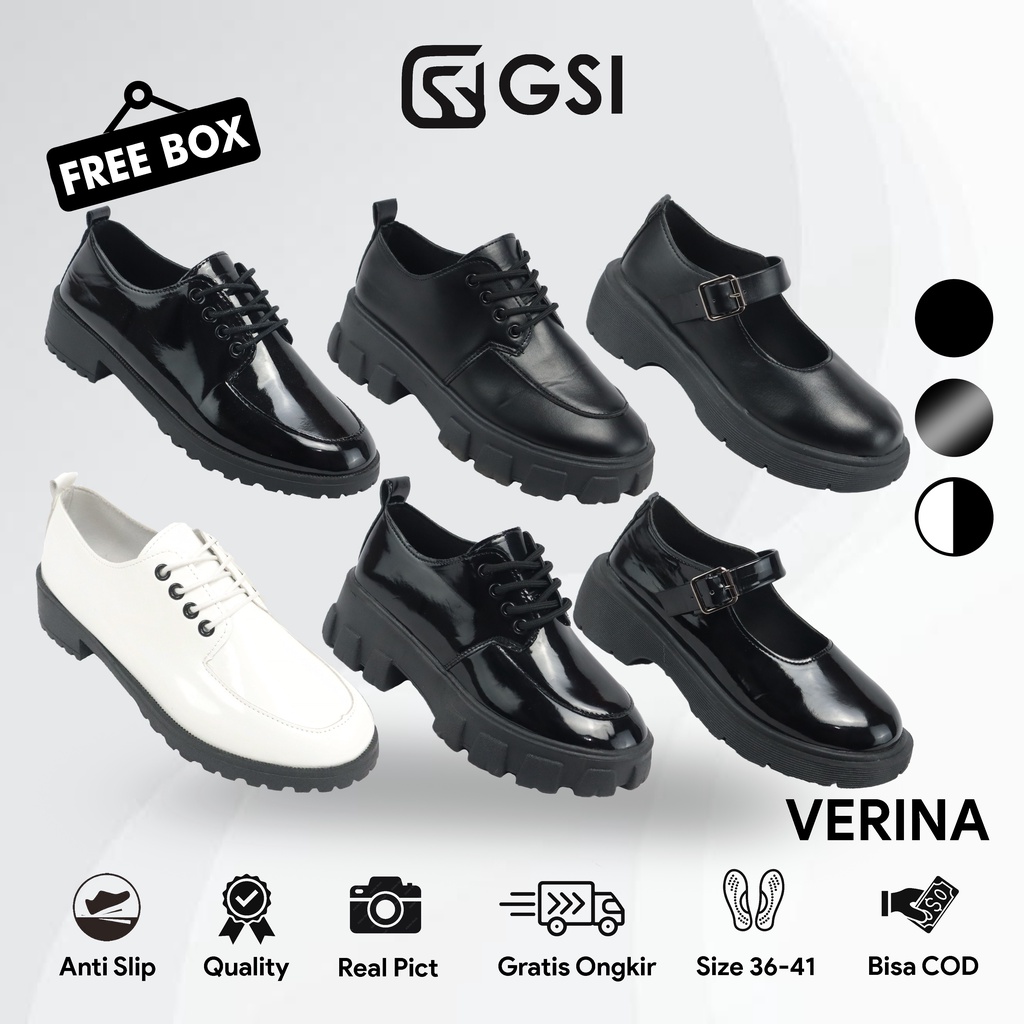 GSI
FREE BOX
VERINA
Anti Slip
Quality
Real Pict
Gratis Ongkir
Size 36-41
Bisa COD